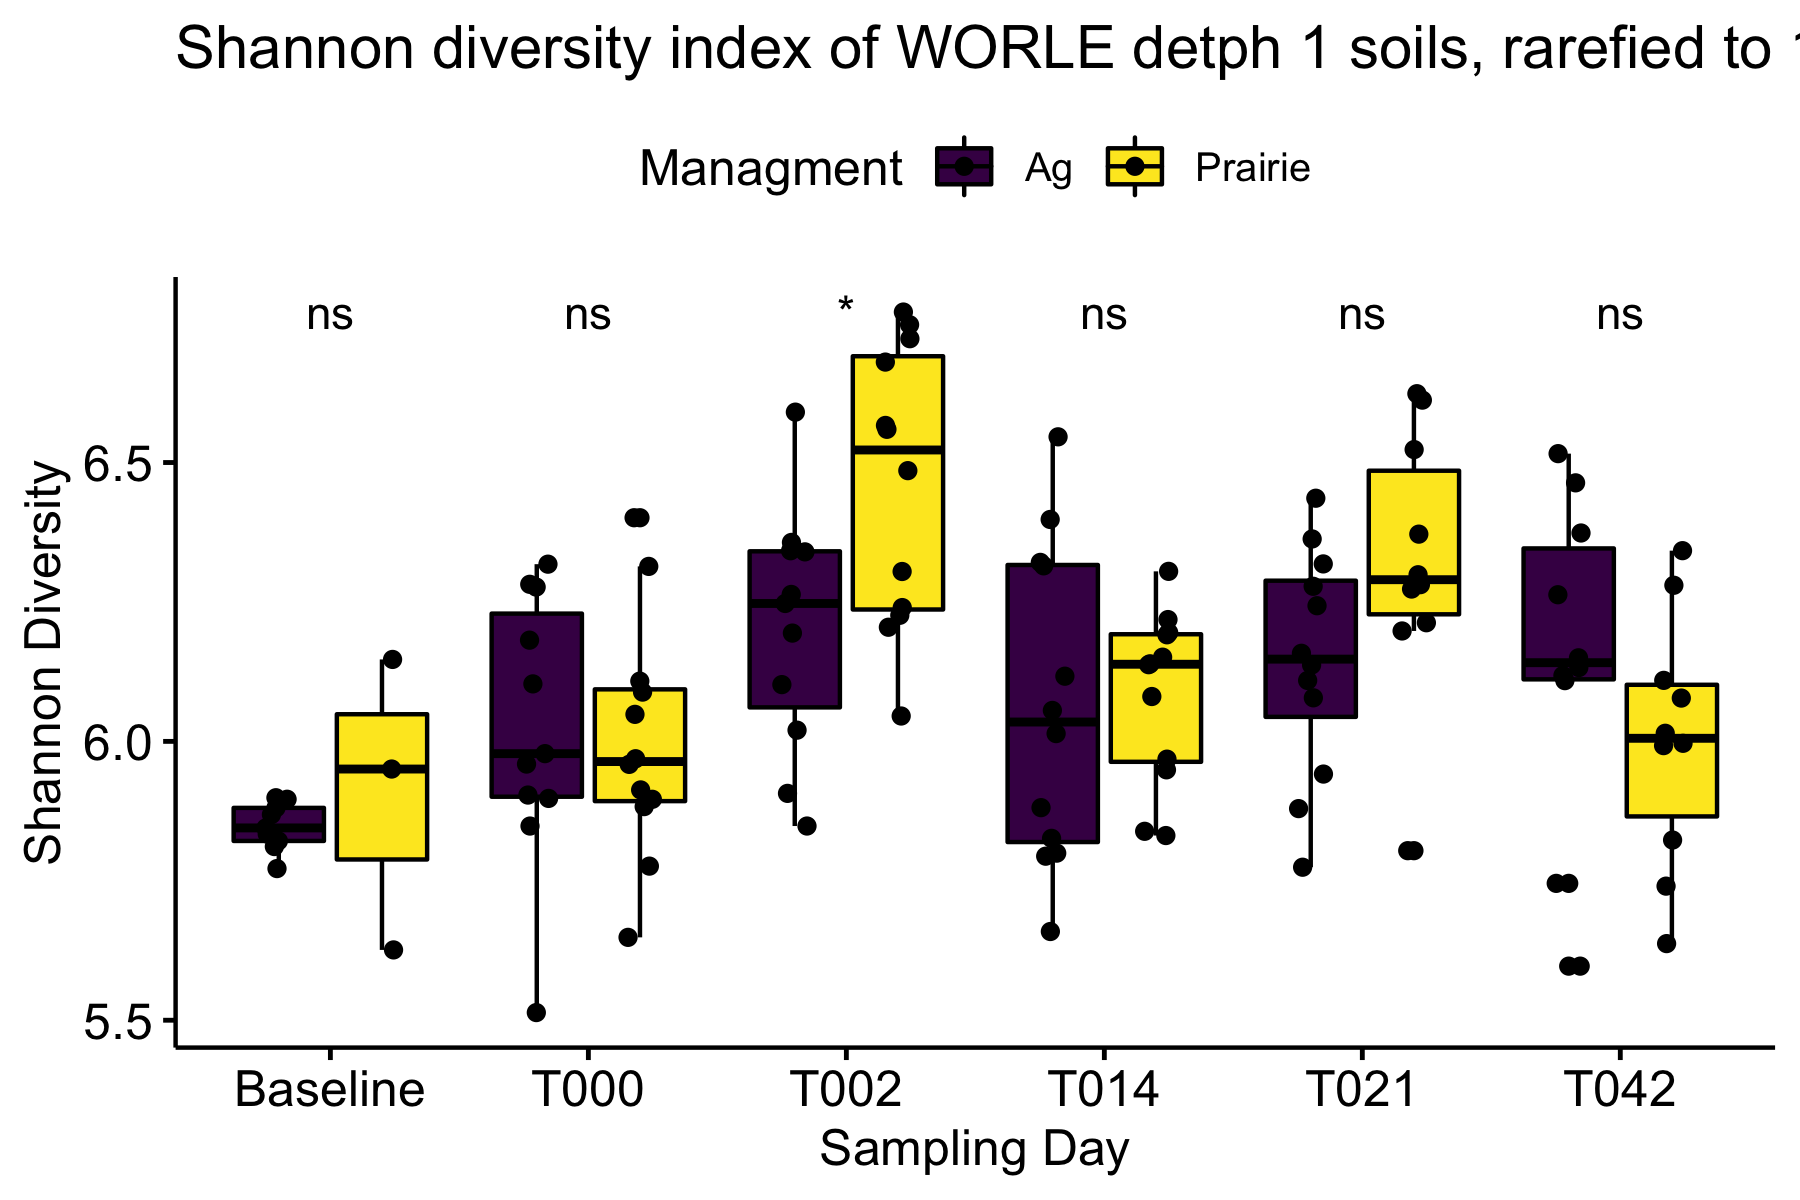 Shannon diversity index of WORLE detph 1 soils, rarefied to
Managment Ag Prairie
ns ns * ns ns ns
Shannon Diversity
6.5
6.0
5.5
Baseline T000 T002 T014 T021 T042
Sampling Day